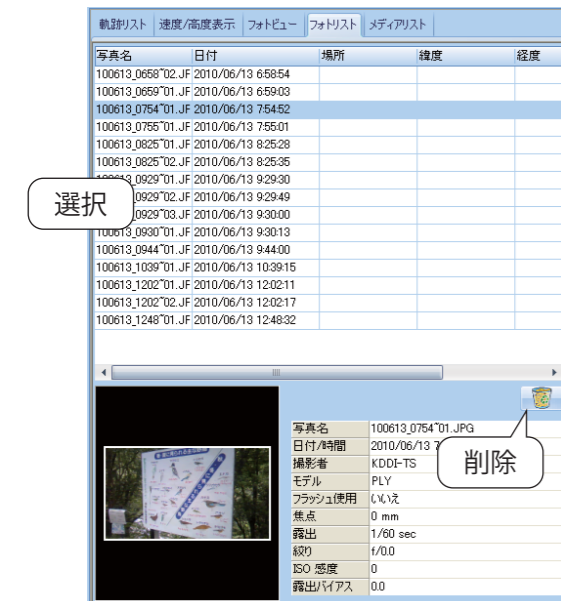 軌跡リスト 速度/高度表示 フォトビュー フォトリスト メディアリスト
写真名 日付 場所 緯度 経度
100613_0658~02.JF 2010/06/13 6:58:54
100613_0659~01.JF 2010/06/13 6:59:03
100613_0754~01.JF 2010/06/13 7:54:52
100613_0755~01.JF 2010/06/13 7:55:01
100613_0825~01.JF 2010/06/13 8:25:28
100613_0825~02.JF 2010/06/13 8:25:35
3_0929~01.JF 2010/06/13 9:29:30
選択
_0929~02.JF 2010/06/13 9:29:49
_0929~03.JF 2010/06/13 9:30:00
100613_0930~01.JF 2010/06/13 9:30:13
100613_0944~01.JF 2010/06/13 9:44:00
100613_1039~01.JF 2010/06/13 10:39:15
100613_1202~01.JF 2010/06/13 12:02:11
100613_1202~02.JF 2010/06/13 12:02:17
100613_1248~01.JF 2010/06/13 12:48:32
写真名 100613_0754~01.JPG
日付/時間 2010/06/13 7
削除
撮影者 KDDI-TS
モデル PLY
フラッシュ使用 いいえ
焦点 0 mm
露出 1/60 sec
絞り f/0.0
ISO 感度 0
露出バイアス 0.0